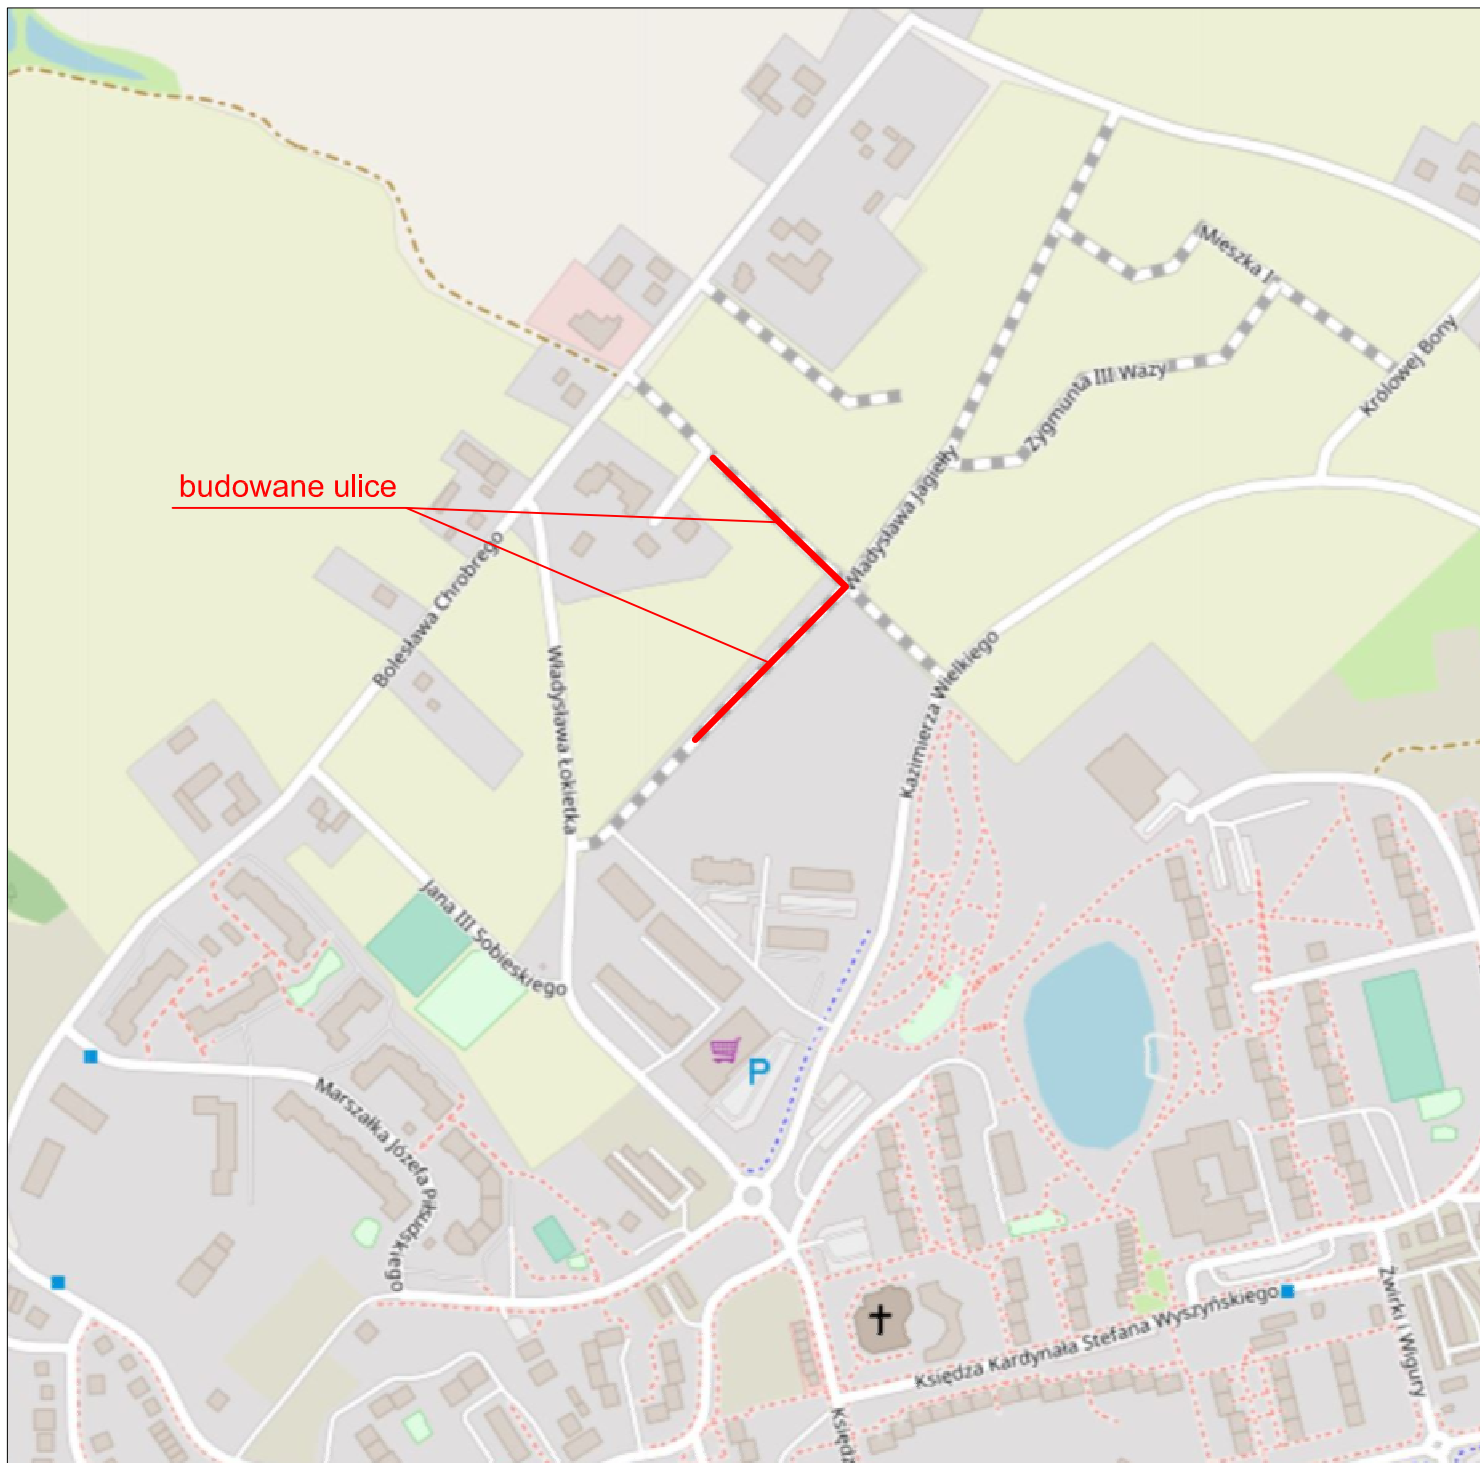 Mieszka I
Królowej Bony
Zygmunta III Wazy
Władysława Jagiełły
budowane ulice
Bolesława Chrobrego
Władysława Łokietka
Kazimierza Wielkiego
Jana III Sobieskiego
P
Marszałka Józefa Piłsudskiego
Księdza Kardynała Stefana Wyszyńskiego
Żwirki i Wigury
Księdz